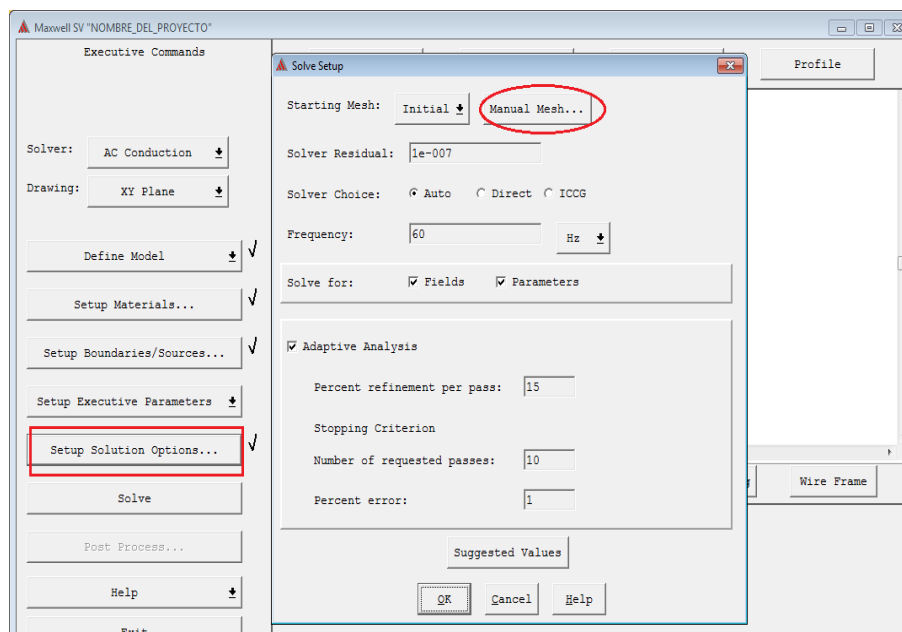 Maxwell SV "NOMBRE_DEL_PROYECTO"
Executive Commands
Profile
Solver: AC Conduction
Drawing: XY Plane
Define Model
Setup Materials...
Setup Boundaries/Sources...
Setup Executive Parameters
Setup Solution Options...
Solve
Post Process...
Help
Exit
Wire Frame
Solve Setup
Starting Mesh: Initial Manual Mesh...
Solver Residual: 1e-007
Solver Choice: Auto Direct ICCG
Frequency: 60 Hz
Solve for: Fields Parameters
Adaptive Analysis
Percent refinement per pass: 15
Stopping Criterion
Number of requested passes: 10
Percent error: 1
Suggested Values
OK Cancel Help